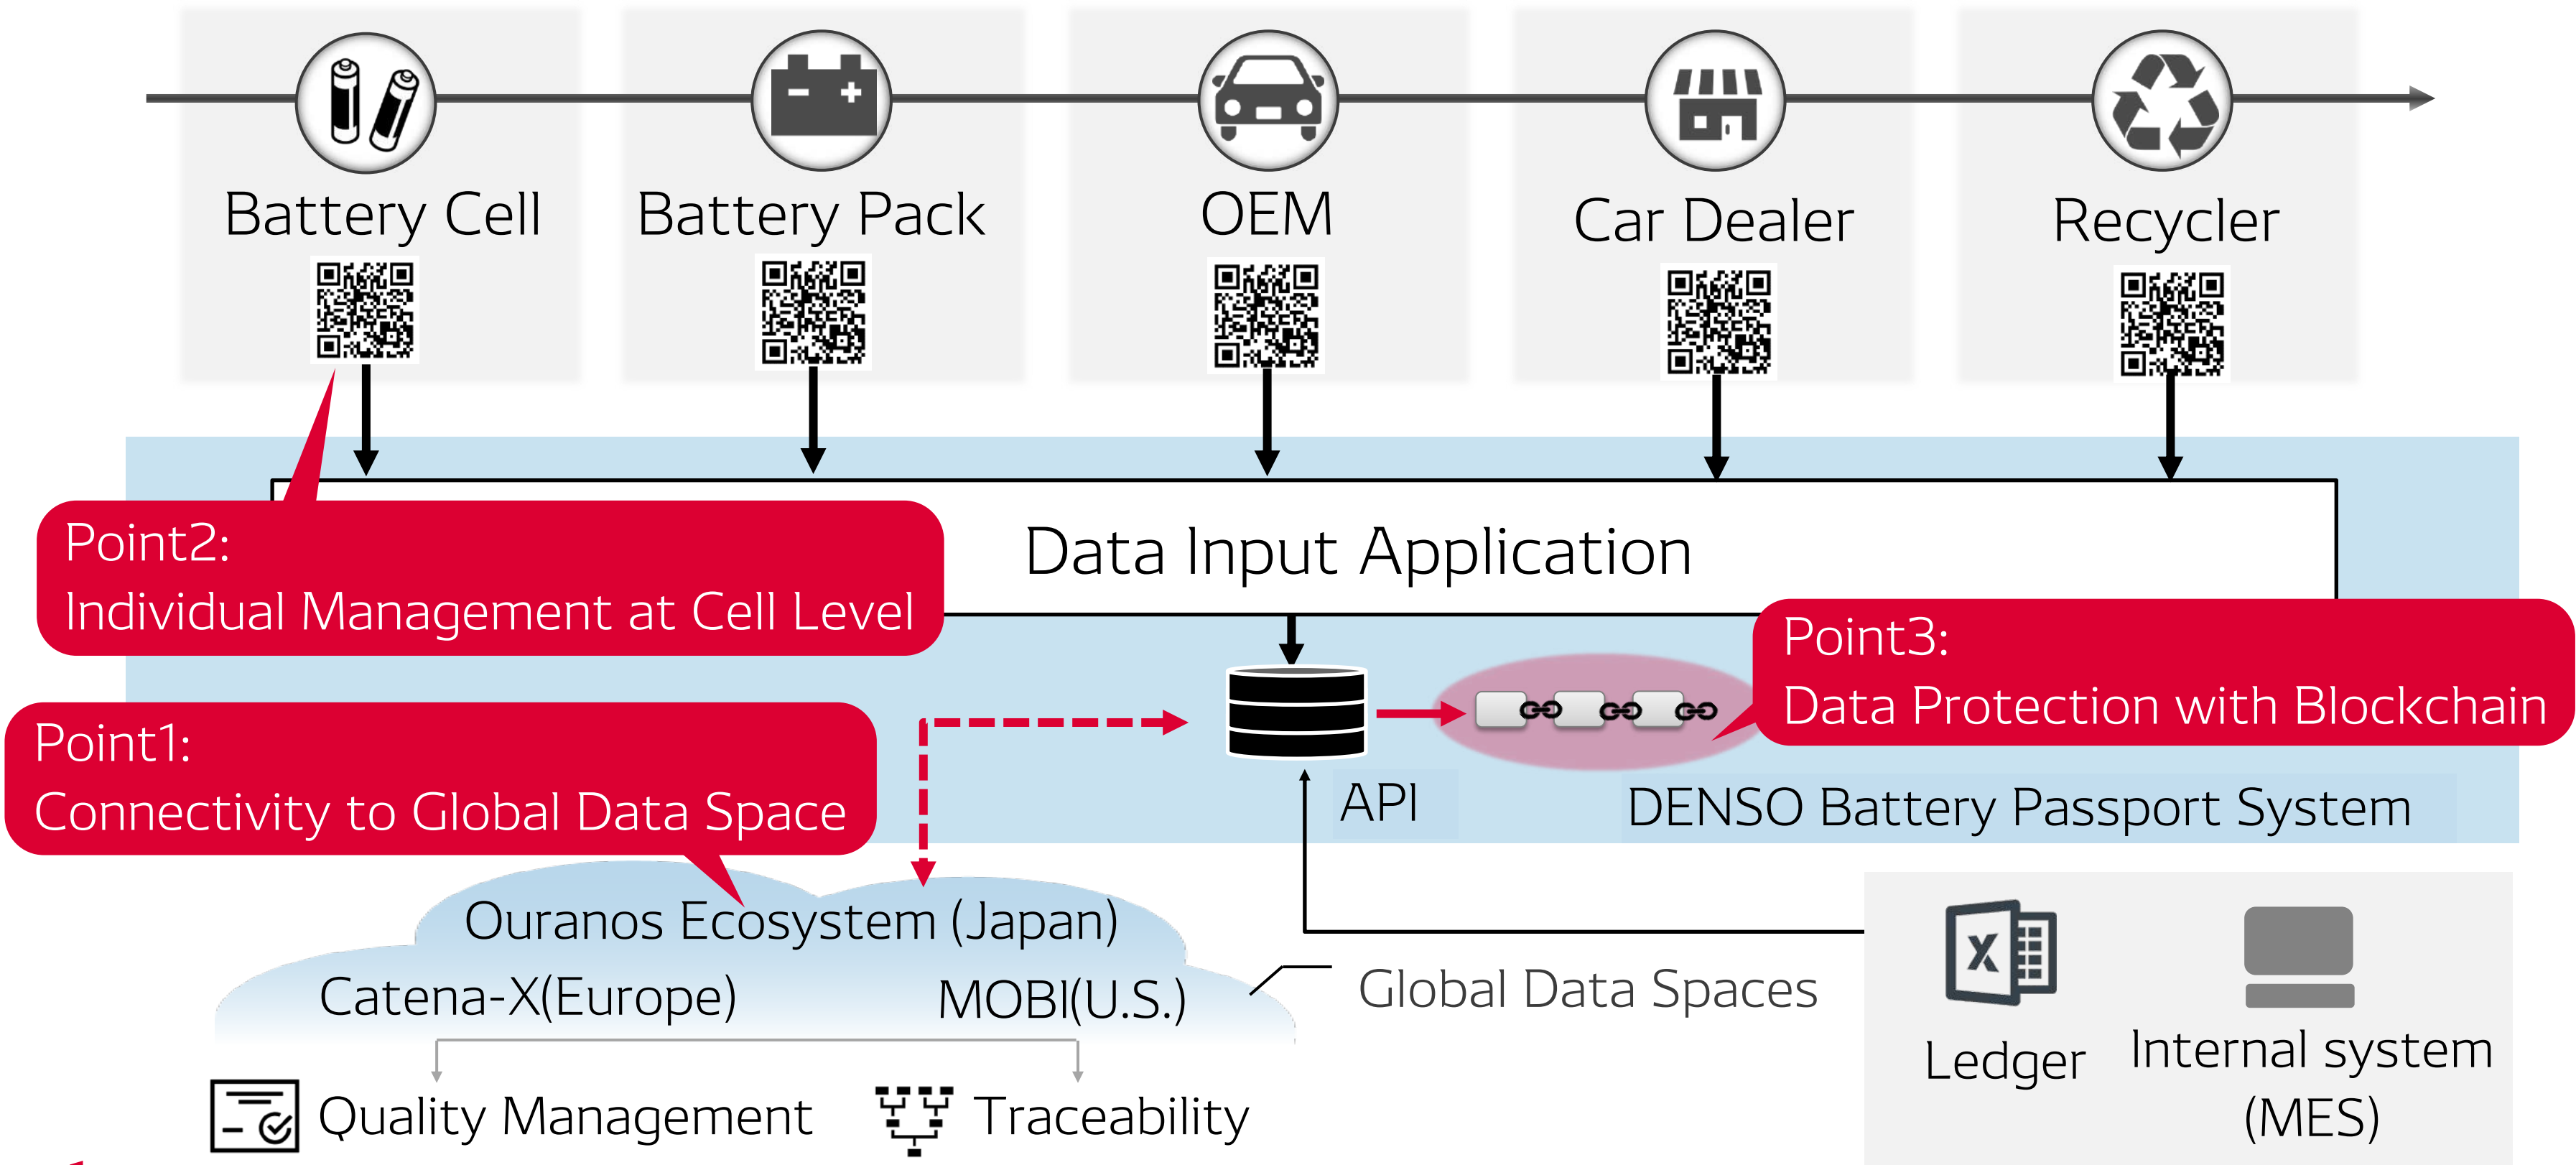 Battery Cell
Battery Pack
OEM
Car Dealer
Recycler
Data Input Application
Point2:
Individual Management at Cell Level
Point3:
Data Protection with Blockchain
Point1:
Connectivity to Global Data Space
API
DENSO Battery Passport System
Ouranos Ecosystem (Japan)
Catena-X(Europe)
MOBI(U.S.)
Global Data Spaces
X
Ledger
Internal system
(MES)
Quality Management
Traceability